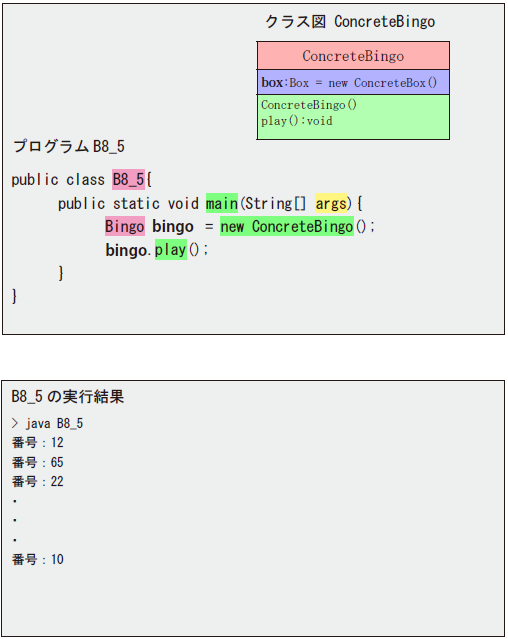 クラス図 ConcreteBingo
ConcreteBingo
box:Box = new ConcreteBox()
ConcreteBingo()
play():void
プログラム B8_5
public class B8_5{
public static void main(String[] args){
Bingo bingo = new ConcreteBingo();
bingo.play();
}
}
B8_5 の実行結果
> java B8_5
番号：12
番号：65
番号：22
・
・
・
番号：10